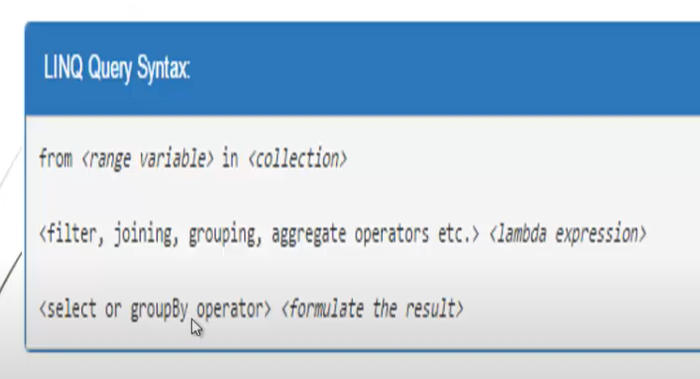 LINQ Query Syntax:
from <range variable> in <collection>
<filter, joining, grouping, aggregate operators etc.> <lambda expression>
<select or groupBy operator> <formulate the result>